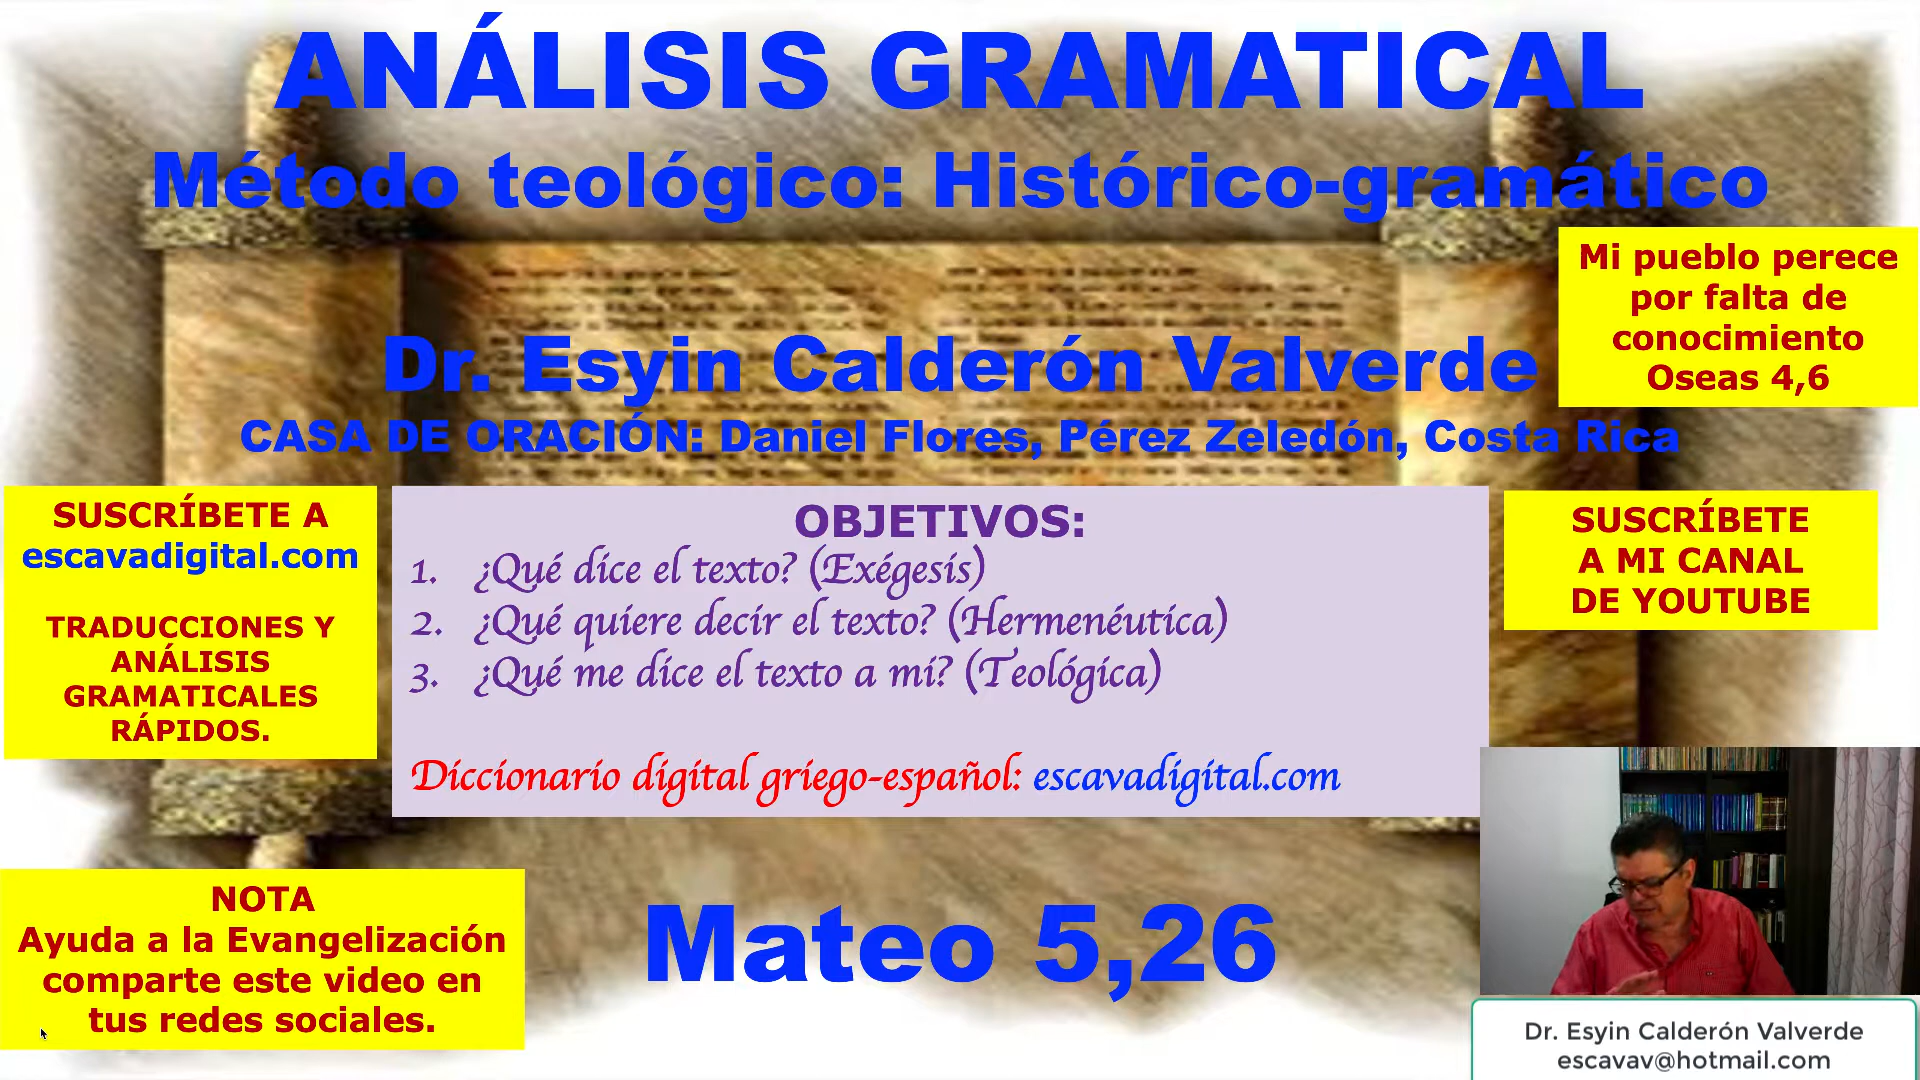 ANÁLISIS GRAMATICAL
Método teológico: Histórico-gramático
Mi pueblo perece
por falta de
conocimiento
Oseas 4,6
Dr. Esyin Calderón Valverde
CASA DE ORACIÓN: Daniel Flores, Pérez Zeledón, Costa Rica
SUSCRÍBETE A
escavadigital.com
TRADUCCIONES Y
ANÁLISIS
GRAMATICALES
RÁPIDOS.
OBJETIVOS:
1. ¿Qué dice el texto? (Exégesis)
2. ¿Qué quiere decir el texto? (Hermenéutica)
3. ¿Qué me dice el texto a mi? (Teológica)
Diccionario digital griego-español: escavadigital.com
SUSCRÍBETE
A MI CANAL
DE YOUTUBE
NOTA
Ayuda a la Evangelización
comparte este video en
tus redes sociales.
Mateo 5,26
Dr. Esyin Calderón Valverde
escavav@hotmail.com